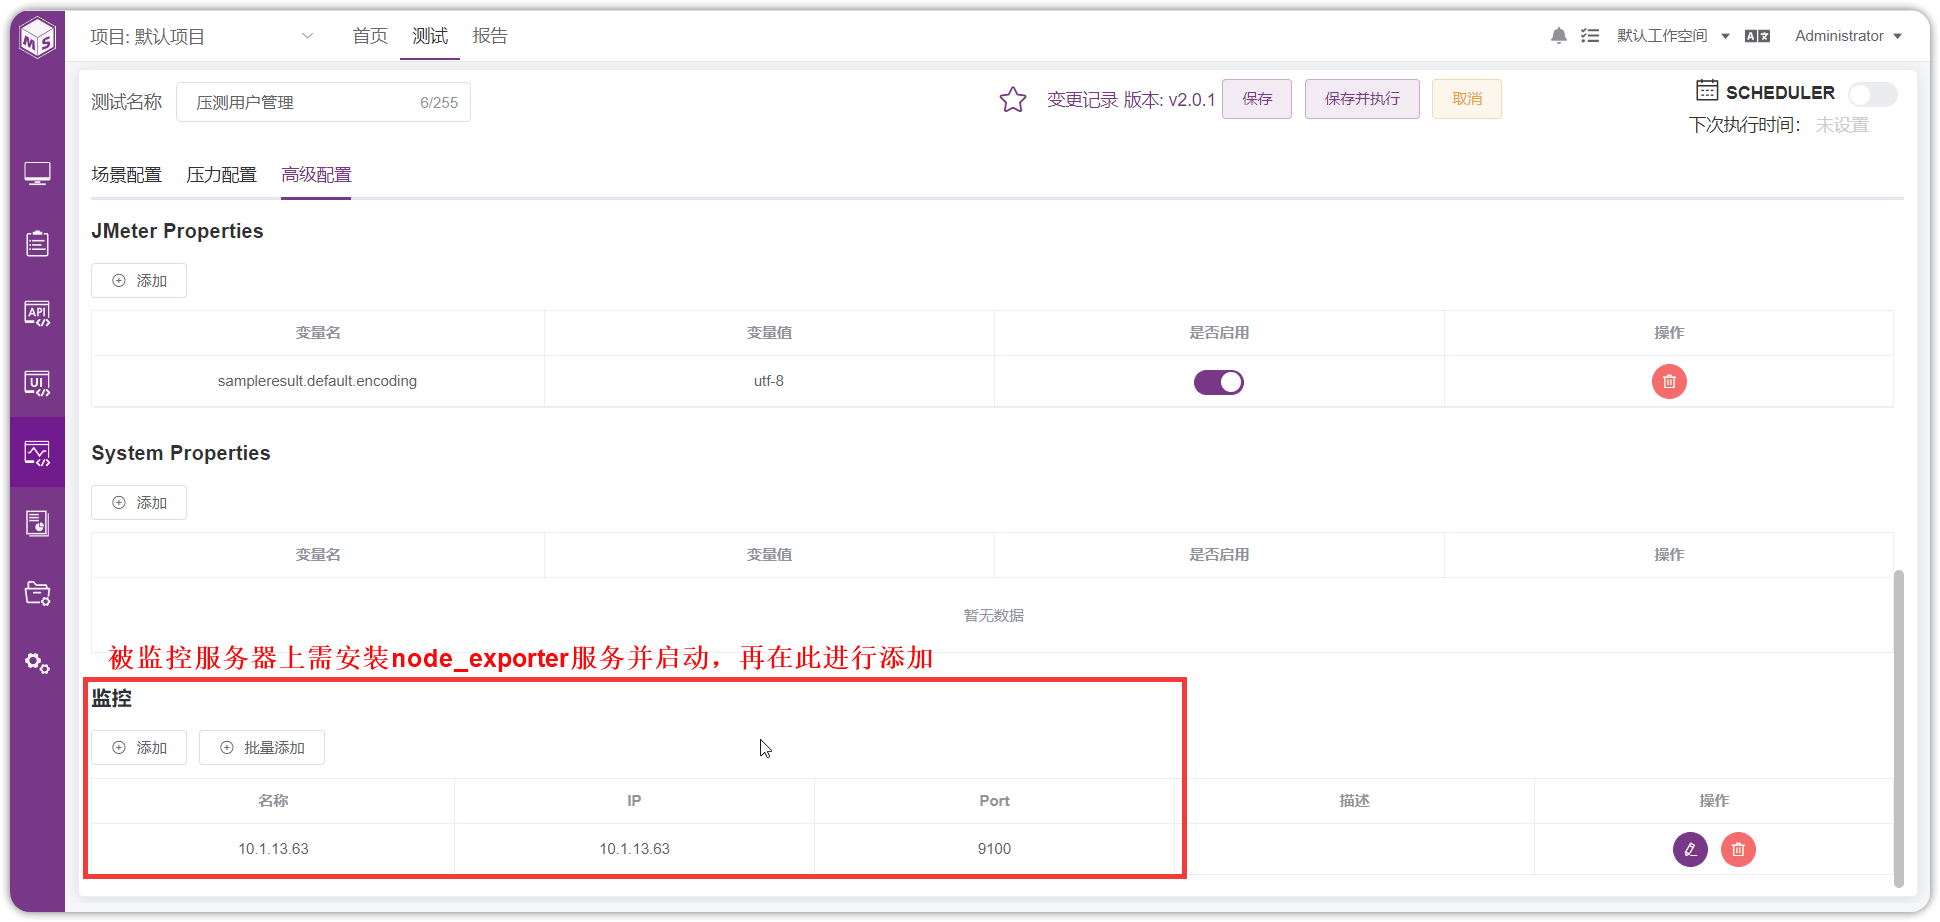 MS 项目: 默认项目 首页 测试 报告 默认工作空间 A Administrator
测试名称 压测用户管理 6/255 变更记录 版本: v2.0.1 保存 保存并执行 取消 SCHEDULER
下次执行时间： 未设置
场景配置 压力配置 高级配置
API
UI
JMeter Properties
添加
变量名 变量值 是否启用 操作
sampleresult.default.encoding utf-8
System Properties
添加
变量名 变量值 是否启用 操作
暂无数据
被监控服务器上需安装node_exporter服务并启动，再在此进行添加
监控
添加 批量添加
名称 IP Port 描述 操作
10.1.13.63 10.1.13.63 9100